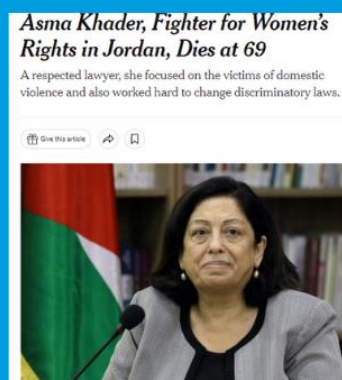 Asma Khader, Fighter for Women's
Rights in Jordan, Dies at 69
A respected lawyer, she focused on the victims of domestic
violence and also worked hard to change discriminatory laws.
Give this article